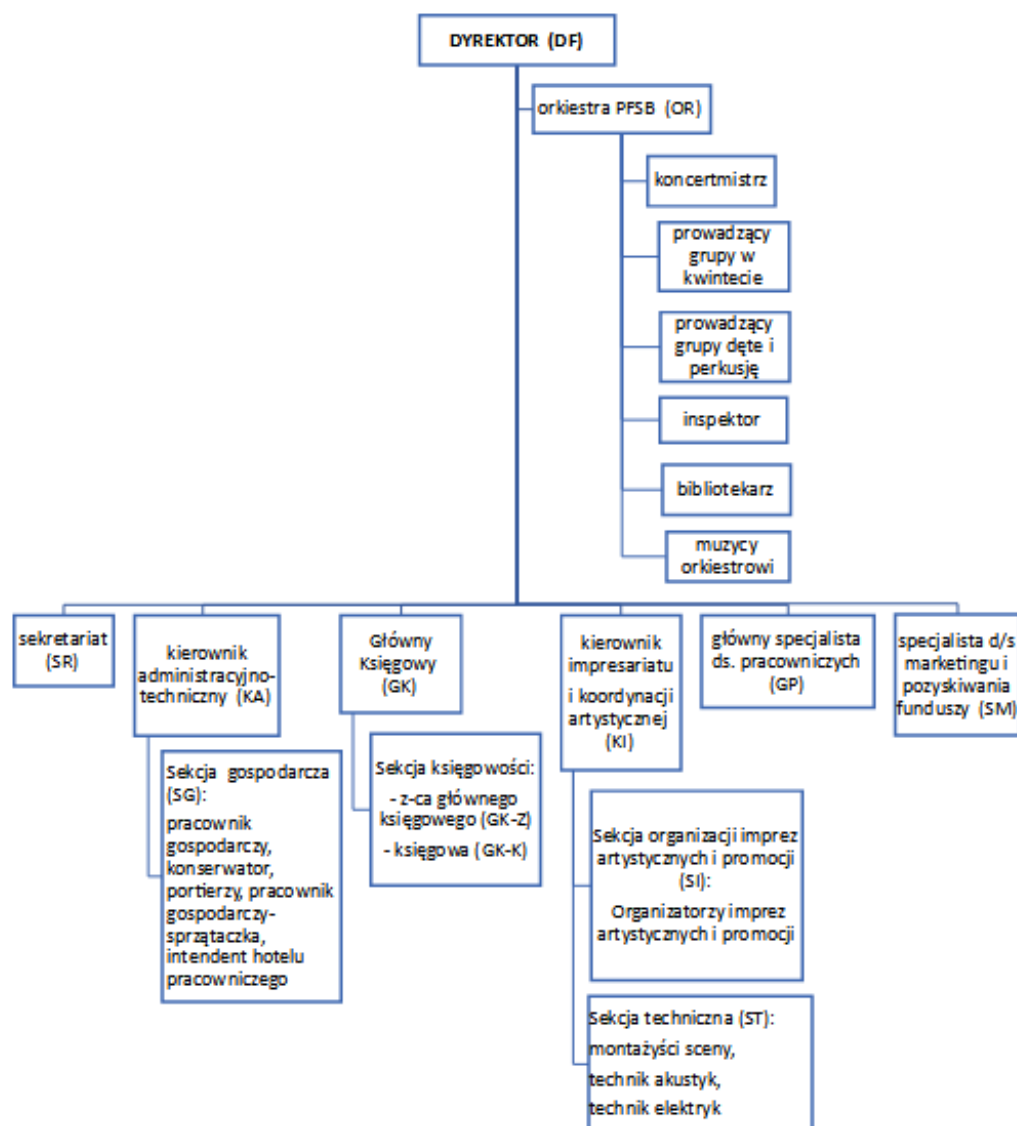 DYREKTOR (DF)
orkiestra PFSB (OR)
koncertmistrz
prowadzący
grupy w
kwintecie
prowadzący
grupy dęte i
perkusję
inspektor
bibliotekarz
muzycy
orkiestrowi
sekretariat
(SR)
kierownik
administracyjno-
techniczny (KA)
Główny
Księgowy
(GK)
kierownik
impresariatu
i koordynacji
artystycznej
(KI)
główny specjalista
ds. pracowniczych
(GP)
specjalista d/s
marketingu i
pozyskiwania
funduszy (SM)
Sekcja gospodarcza
(SG):
pracownik
gospodarczy,
konserwator,
portierzy, pracownik
gospodarczy-
sprzątaczka,
intendent hotelu
pracowniczego
Sekcja księgowości:
- z-ca głównego
księgowego (GK-Z)
- księgowa (GK-K)
Sekcja organizacji imprez
artystycznych i promocji
(SI):
Organizatorzy imprez
artystycznych i promocji
Sekcja techniczna (ST):
montażyści sceny,
technik akustyk,
technik elektryk